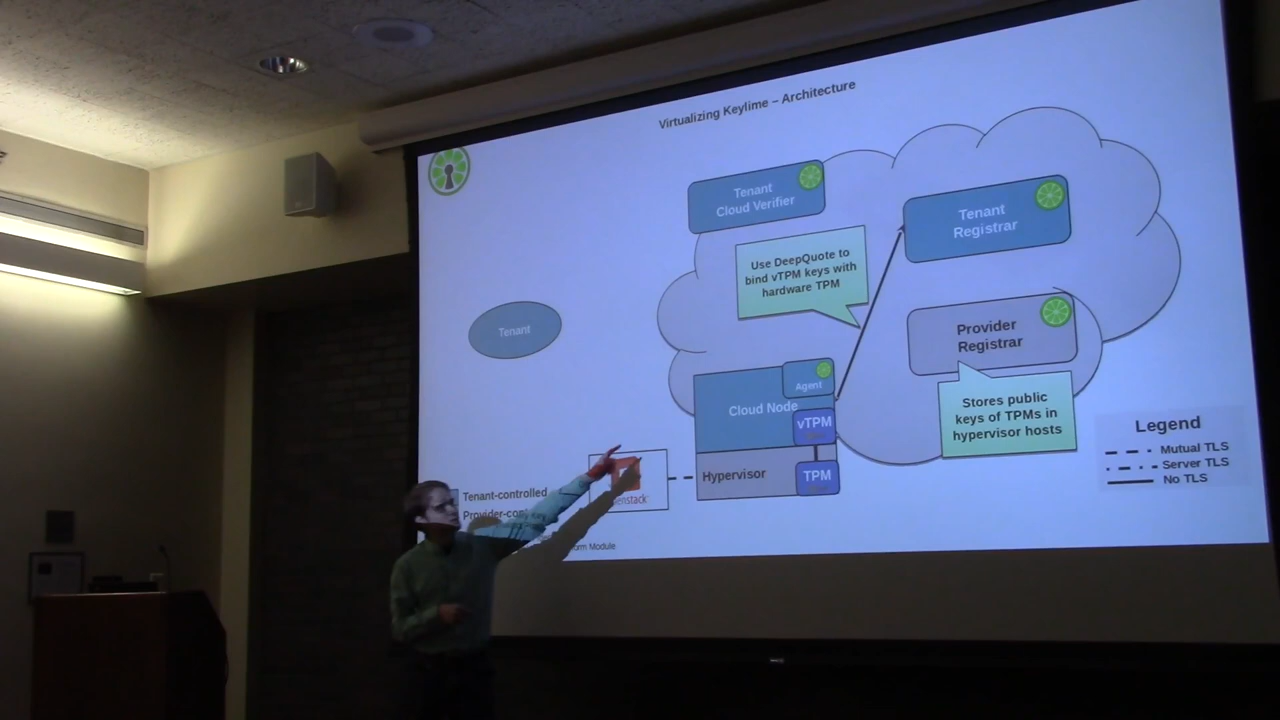 Virtualizing Keylime – Architecture
Tenant
Cloud Verifier
Tenant
Registrar
Use DeepQuote to
bind vTPM keys with
hardware TPM
Tenant
Provider
Registrar
Agent
Cloud Node
vTPM
Stores public
keys of TPMs in
hypervisor hosts
Legend
Mutual TLS
Server TLS
No TLS
Hypervisor
TPM
Tenant-controlled
Module